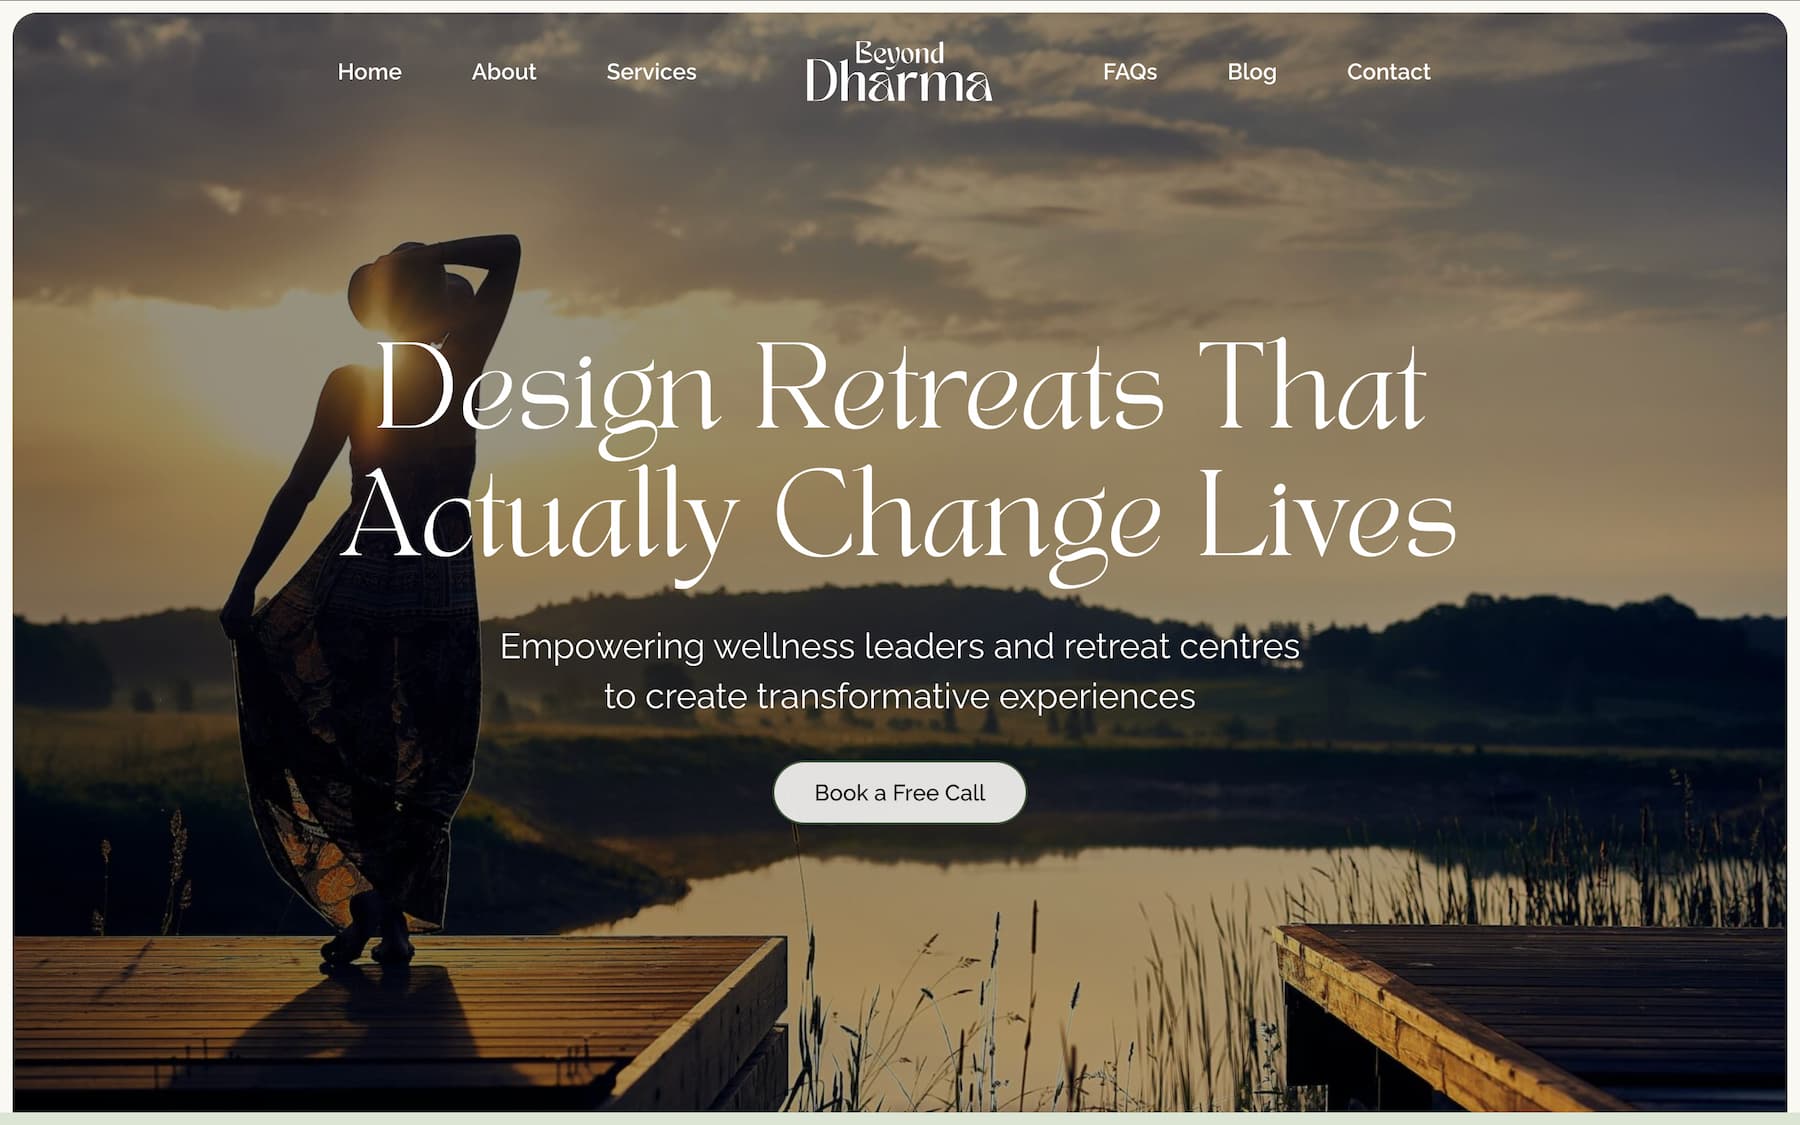 Home
About
Services
Beyond
Dharma
FAQs
Blog
Contact
Design Retreats That
Actually Change Lives
Empowering wellness leaders and retreat centres
to create transformative experiences
Book a Free Call